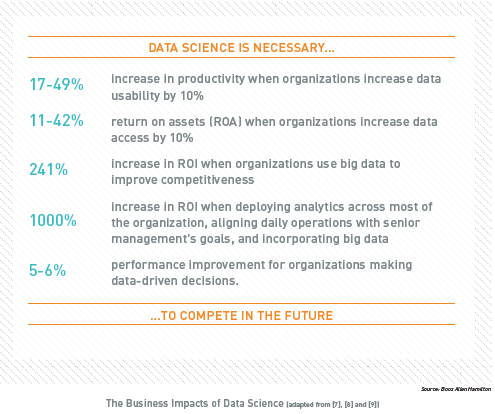 DATA SCIENCE IS NECESSARY...
17-49% increase in productivity when organizations increase data
usability by 10%
11-42% return on assets (ROA) when organizations increase data
access by 10%
241% increase in ROI when organizations use big data to
improve competitiveness
increase in ROI when deploying analytics across most of
1000% the organization, aligning daily operations with senior
management's goals, and incorporating big data
5-6% performance improvement for organizations making
data-driven decisions.
...TO COMPETE IN THE FUTURE
Source: Booz Allen Hamilton
The Business Impacts of Data Science (adapted from [7], [8] and [9])